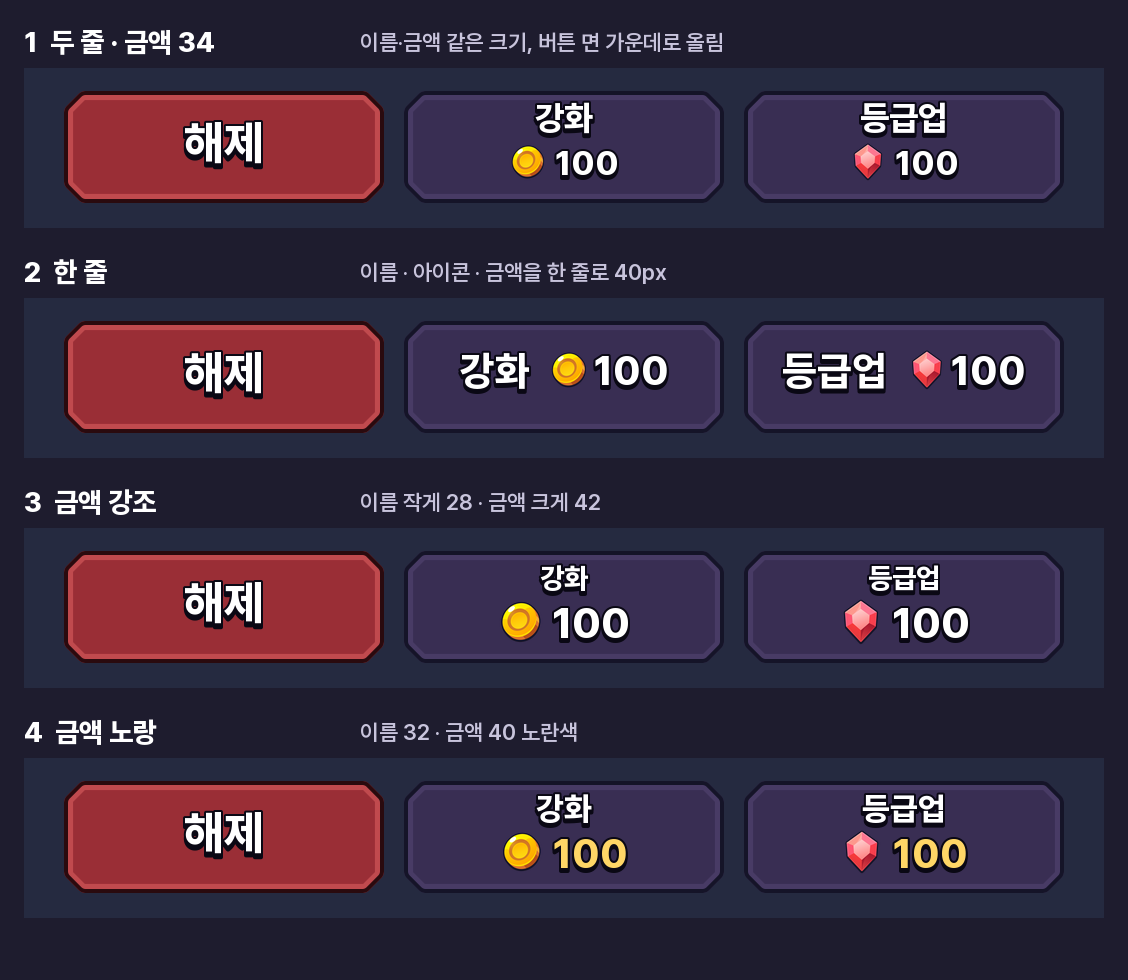 1 두 줄 · 금액 34
이름·금액 같은 크기, 버튼 면 가운데로 올림
해제
강화
100
등급업
100
2 한 줄
이름 · 아이콘 · 금액을 한 줄로 40px
해제
강화 100
등급업 100
3 금액 강조
이름 작게 28 · 금액 크게 42
해제
강화
100
등급업
100
4 금액 노랑
이름 32 · 금액 40 노란색
해제
강화
100
등급업
100